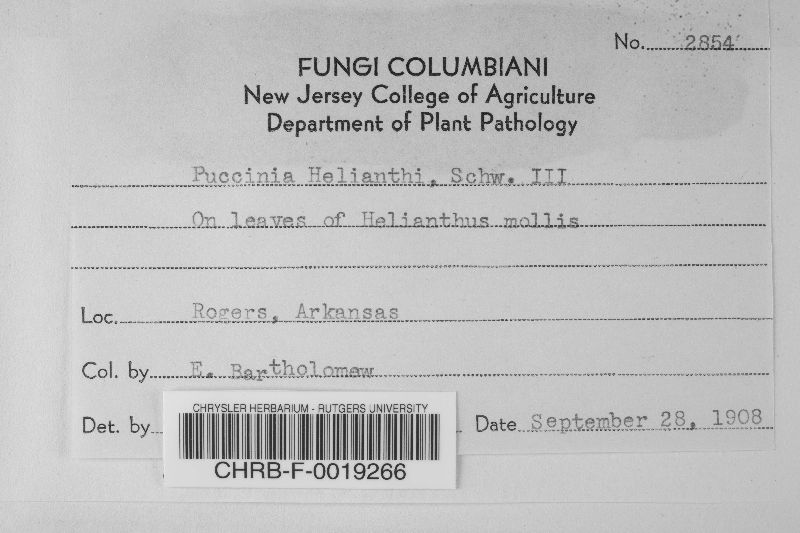 No. 2854
FUNGI COLUMBIANI
New Jersey College of Agriculture
Department of Plant Pathology
Puccinia Helianthi, Schw. III
On leaves of Helianthus mollis
Loc. Rogers, Arkansas
Col. by E. Bartholomew
Det. by Date September 28, 1908
CHRYSLER HERBARIUM - RUTGERS UNIVERSITY
CHRB-F-0019266